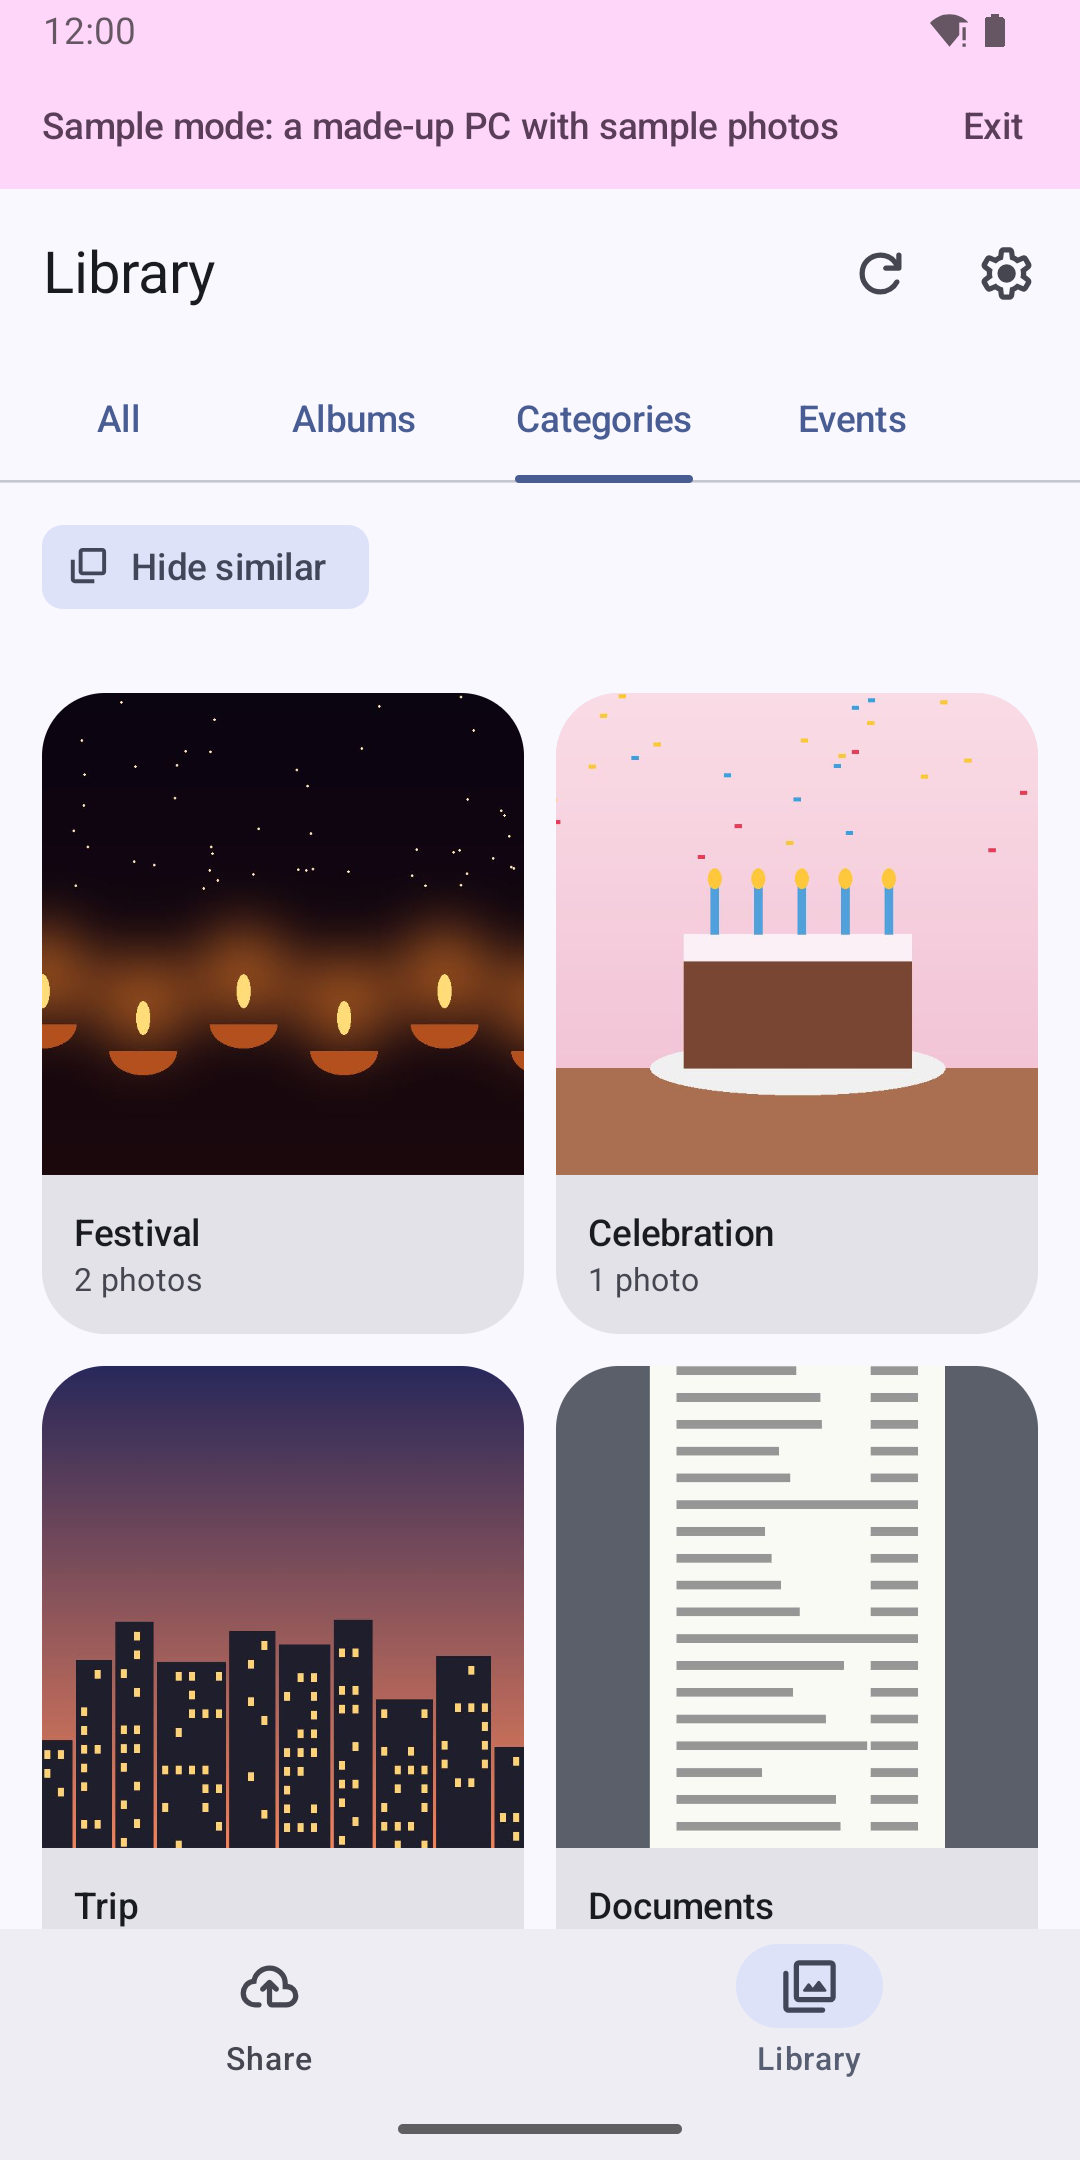 12:00
Sample mode: a made-up PC with sample photos
Exit
Library
All
Albums
Categories
Events
Hide similar
Festival
2 photos
Celebration
1 photo
Trip
Documents
Share
Library